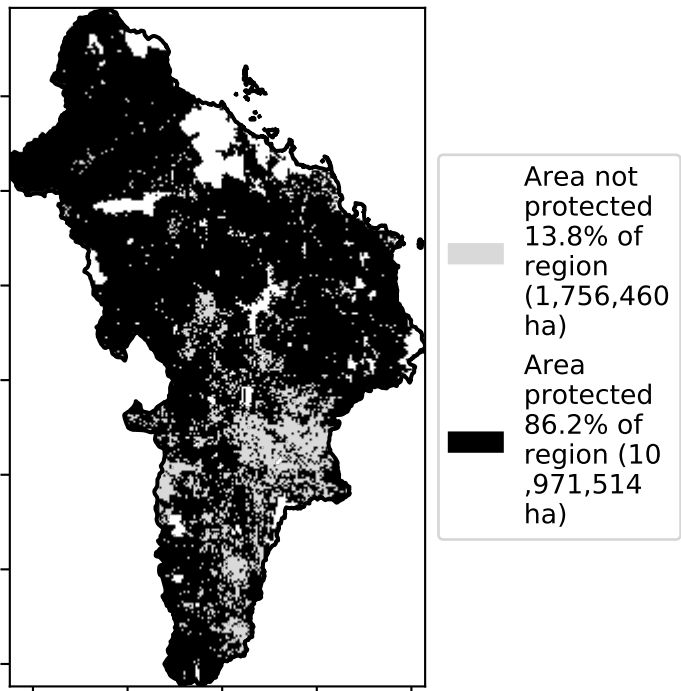 Area not
protected
13.8% of
region
(1,756,460
ha)
Area
protected
86.2% of
region (10
,971,514
ha)